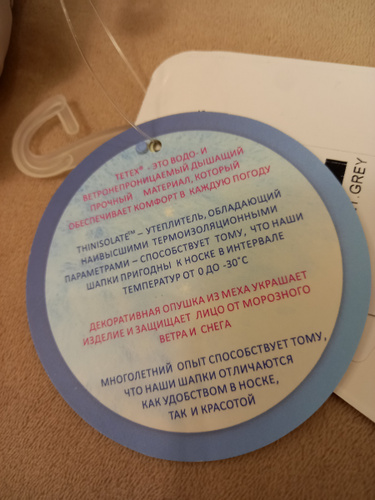 TETEX® - ЭТО ВОДО- И
ВЕТРОНЕПРОНИЦАЕМЫЙ ДЫШАЩИЙ
ПРОЧНЫЙ МАТЕРИАЛ, КОТОРЫЙ
ОБЕСПЕЧИВАЕТ КОМФОРТ В КАЖДУЮ ПОГОДУ
THINISOLATE™ – УТЕПЛИТЕЛЬ, ОБЛАДАЮЩИЙ
НАИВЫСШИМИ ТЕРМОИЗОЛЯЦИОННЫМИ
ПАРАМЕТРАМИ – СПОСОБСТВУЕТ ТОМУ, ЧТО НАШИ
ШАПКИ ПРИГОДНЫ К НОСКЕ В ИНТЕРВАЛЕ
ТЕМПЕРАТУР ОТ 0 ДО -30˚С
ДЕКОРАТИВНАЯ ОПУШКА ИЗ МЕХА УКРАШАЕТ
ИЗДЕЛИЕ И ЗАЩИЩАЕТ ЛИЦО ОТ МОРОЗНОГО
ВЕТРА И СНЕГА
МНОГОЛЕТНИЙ ОПЫТ СПОСОБСТВУЕТ ТОМУ,
ЧТО НАШИ ШАПКИ ОТЛИЧАЮТСЯ
КАК УДОБСТВОМ В НОСКЕ,
ТАК И КРАСОТОЙ
GREY